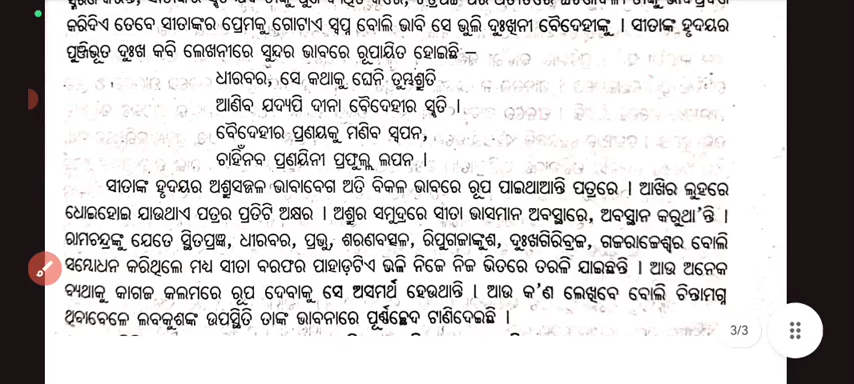 କରିଦିଏ ତେବେ ସୀତାଙ୍କର ପ୍ରେମକୁ ଗୋଟାଏ ସ୍ୱପ୍ନ ବୋଲି ଭାବି ସେ ଭୁଲି ଦୁଃଖିନୀ ବୈଦେହୀଙ୍କୁ । ସୀତାଙ୍କ ହୃଦୟର
ପୁଞ୍ଜିଭୂତ ଦୁଃଖ କବି ଲେଖନୀରେ ସୁନ୍ଦର ଭାବରେ ରୂପାୟିତ ହୋଇଛି –
ଧୀରବର, ସେ କଥାକୁ ଘେନି ତୁମ୍ଭଶ୍ରୁତି
ଆଣିବ ଯଦ୍ୟପି ଦୀନା ବୈଦେହୀର ସ୍ମୃତି ।
ବୈଦେହୀର ପ୍ରଣୟକୁ ମଣିବ ସ୍ୱପନ,
ଚାହିଁନବ ପ୍ରଣୟିନୀ ପ୍ରଫୁଲ୍ଲ ଲପନ ।
ସୀତାଙ୍କ ହୃଦୟର ଅଶ୍ରୁସଜଳ ଭାବାବେଗ ଅତି ବିକଳ ଭାବରେ ରୂପ ପାଇଥାଆନ୍ତି ପତ୍ରରେ । ଆଖିର ଲୁହରେ
ଧୋଇହୋଇ ଯାଉଥାଏ ପତ୍ରର ପ୍ରତିଟି ଅକ୍ଷର । ଅଶ୍ରୁର ସମୁଦ୍ରରେ ସୀତା ଭାସମାନ ଅବସ୍ଥାରେ, ଅବସ୍ଥାନ କରୁଥା'ନ୍ତି ।
ରାମଚନ୍ଦ୍ରଙ୍କୁ ଯେତେ ସ୍ଥିତପ୍ରଜ୍ଞ, ଧୀରବର, ପ୍ରଭୁ, ଶରଣବତ୍ସଳ, ରିପୁଗଜାଙ୍କୁଶ, ଦୁଃଖଗିରିବ୍ରଜ, ଗଜରାଜେଶ୍ୱର ବୋଲି
ସମ୍ୱୋଧନ କରିଥିଲେ ମଧ୍ୟ ସୀତା ବରଫର ପାହାଡ଼ଟିଏ ଭଳି ନିଜେ ନିଜ ଭିତରେ ତରଳି ଯାଇଛନ୍ତି । ଆଉ ଅନେକ
ବ୍ୟଥାକୁ କାଗଜ କଲମରେ ରୂପ ଦେବାକୁ ସେ ଅସମର୍ଥ ହେଉଥାନ୍ତି । ଆଉ କ'ଣ ଲେଖିବେ ବୋଲି ଚିନ୍ତାମଗ୍ନ
ଥିବାବେଳେ ଲବକୁଶଙ୍କ ଉପସ୍ଥିତି ତାଙ୍କ ଭାବନାରେ ପୂର୍ଣ୍ଣଚ୍ଛେଦ ଟାଣିଦେଇଛି ।
3/3